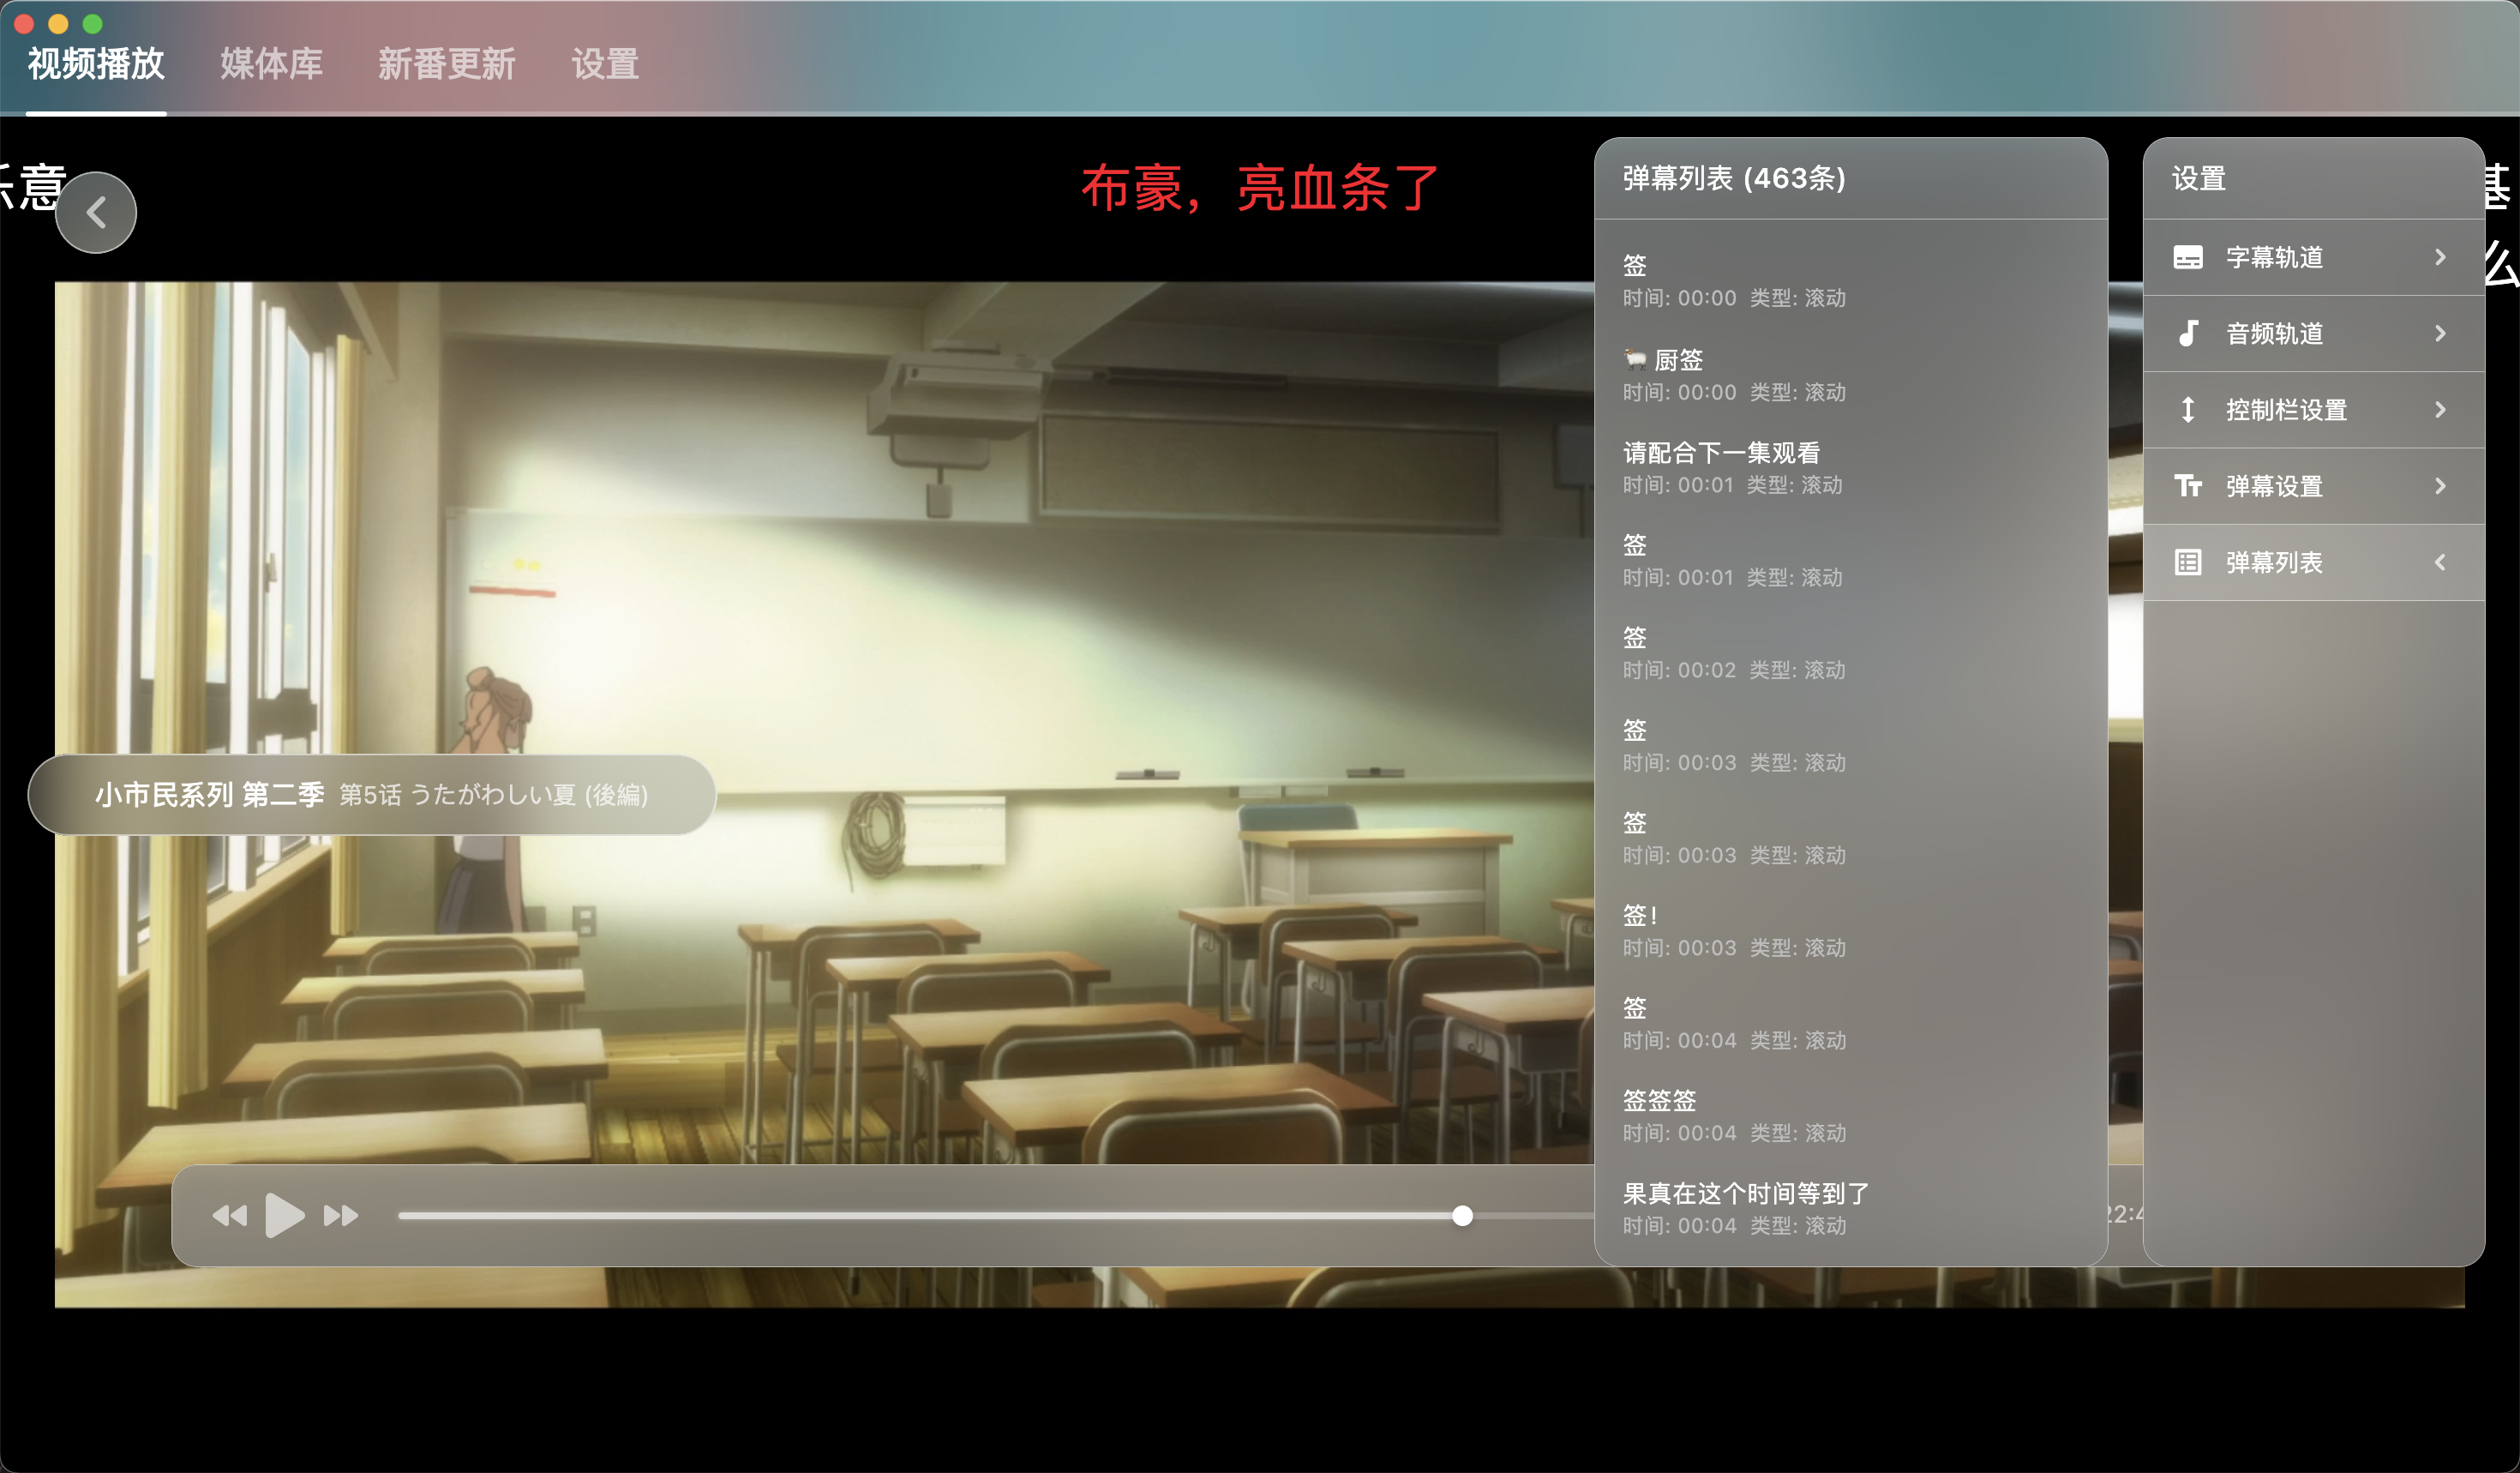 视频播放 媒体库 新番更新 设置
乐意
布豪，亮血条了
基
么
小市民系列 第二季 第5话 うたがわしい夏 (後編)
22:4
弹幕列表 (463条)
签
时间: 00:00 类型: 滚动
🐏 厨签
时间: 00:00 类型: 滚动
请配合下一集观看
时间: 00:01 类型: 滚动
签
时间: 00:01 类型: 滚动
签
时间: 00:02 类型: 滚动
签
时间: 00:03 类型: 滚动
签
时间: 00:03 类型: 滚动
签！
时间: 00:03 类型: 滚动
签
时间: 00:04 类型: 滚动
签签签
时间: 00:04 类型: 滚动
果真在这个时间等到了
时间: 00:04 类型: 滚动
设置
字幕轨道
音频轨道
控制栏设置
弹幕设置
弹幕列表